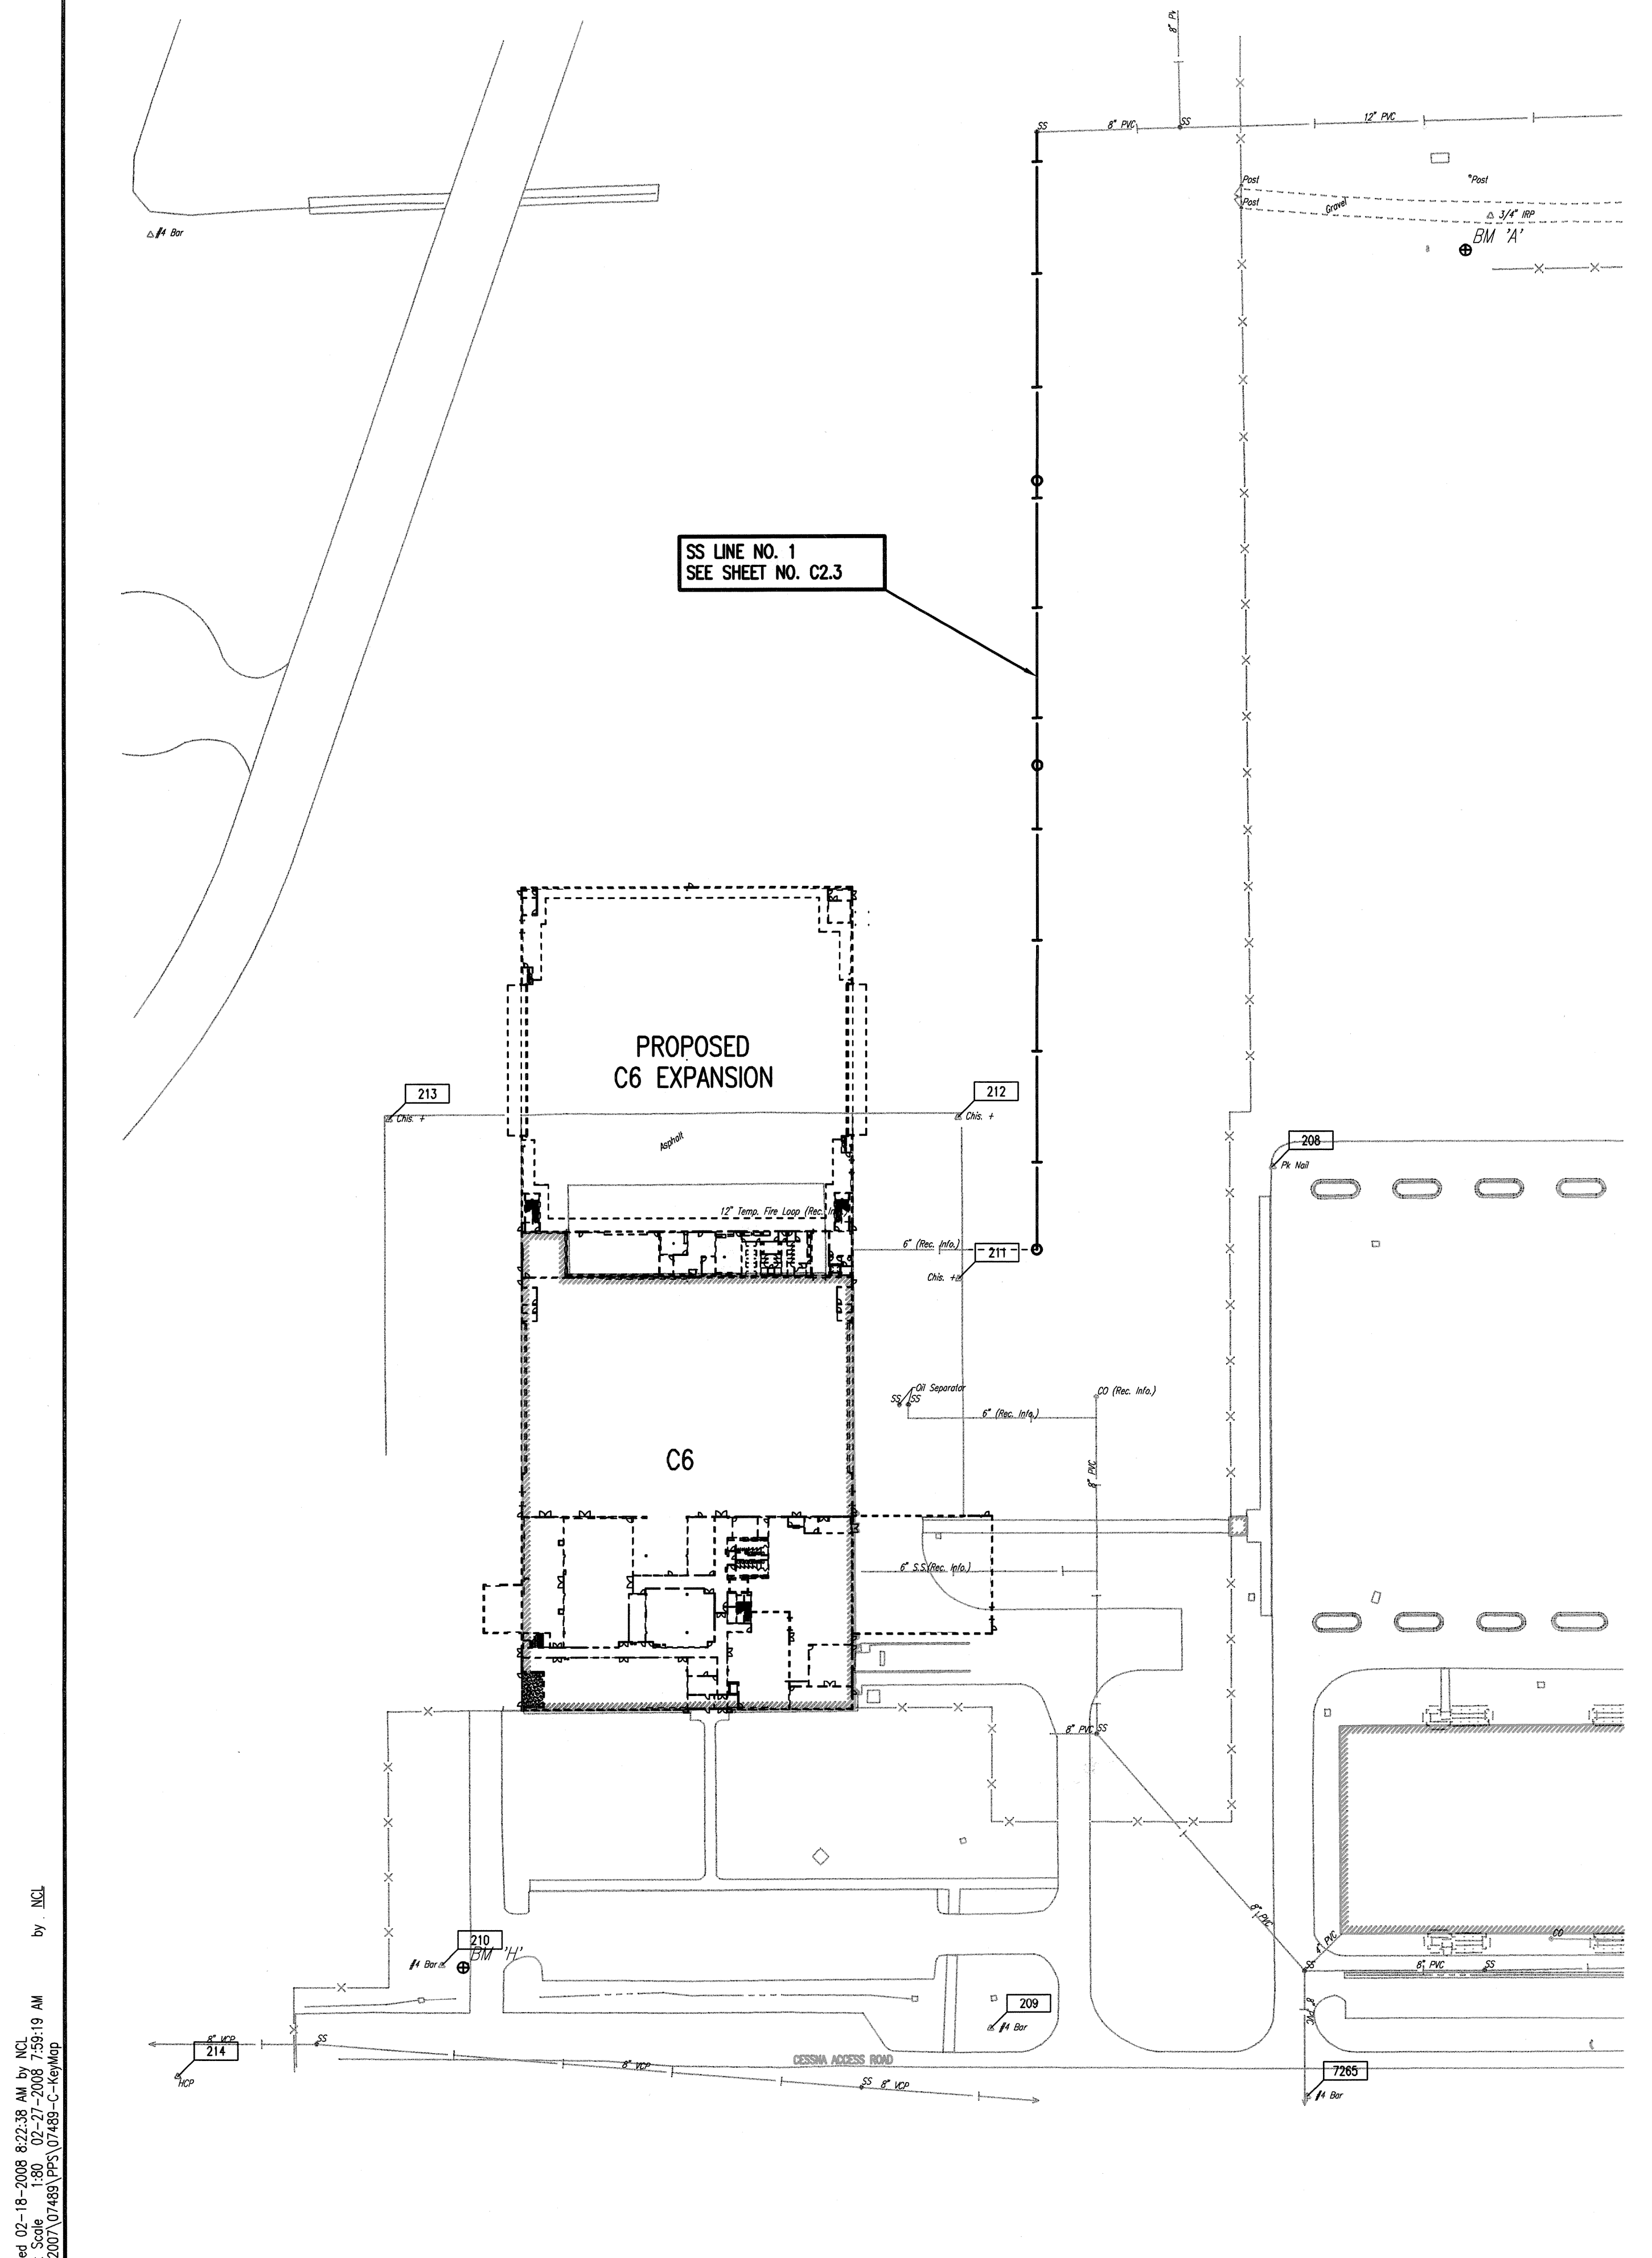 8" PV
SS
8" PVC
SS
12" PVC
Post
Post
Post
Gravel
3/4" IRP
BM 'A'
#4 Bar
SS LINE NO. 1
SEE SHEET NO. C2.3
PROPOSED
C6 EXPANSION
213
Chis. +
212
Chis. +
Asphalt
208
Pk Nail
12" Temp. Fire Loop (Rec. Info.)
6" (Rec. Info.)
211
Chis. +
Oil Separator
SS
SS
CO (Rec. Info.)
6" (Rec. Info.)
C6
8" PVC
6" S.S.(Rec. Info.)
8" PVC
SS
8" PVC
4" PVC
CO
210
BM 'H'
#4 Bar
SS
8" PVC
SS
8" PVC
209
#4 Bar
8" VCP
SS
214
HCP
CESSNA ACCESS ROAD
8" VCP
SS
8" VCP
7265
#4 Bar
ed 02-18-2008 8:22:38 AM by NCL
Scale 1:80 02-27-2008 7:59:19 AM by NCL
2007\07489\PPS\07489-C-KeyMap